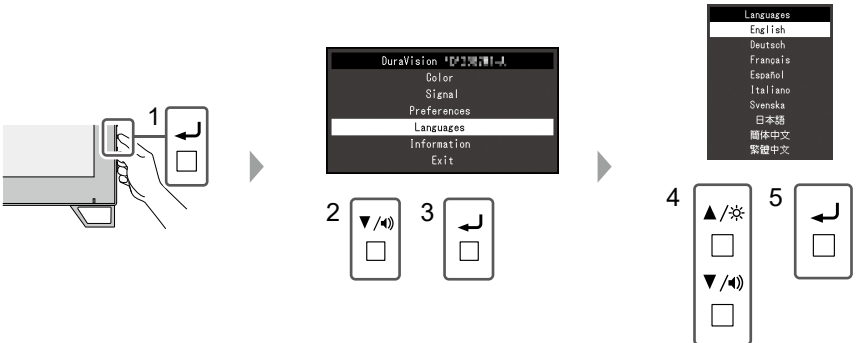 1
DuraVision
Color
Signal
Preferences
Languages
Information
Exit
2
3
Languages
English
Deutsch
Français
Español
Italiano
Svenska
日本語
簡体中文
繁體中文
4
5